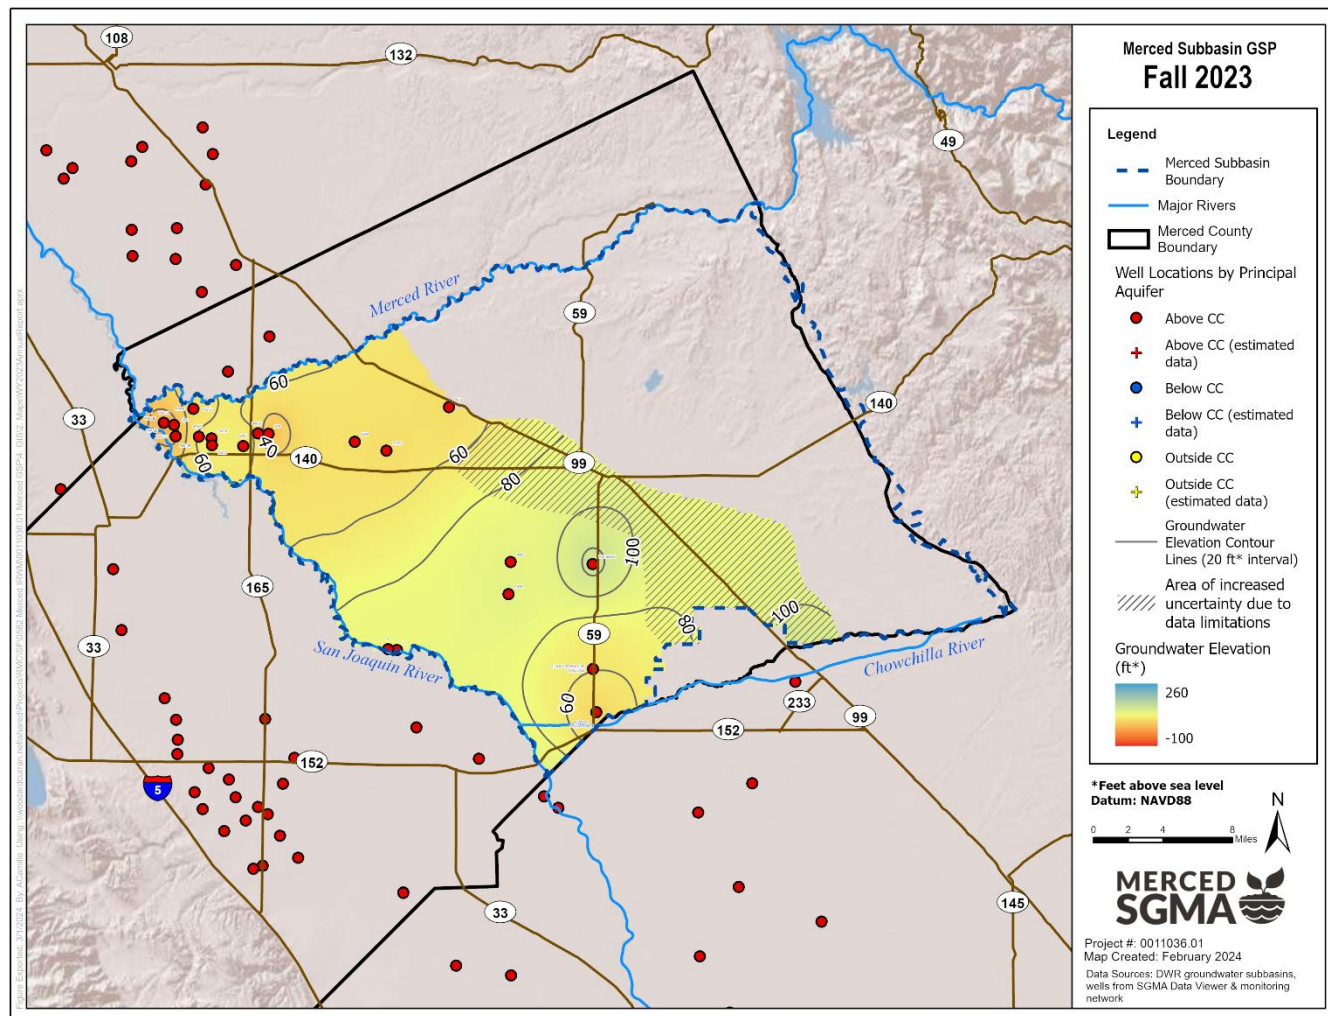 Merced Subbasin GSP
Fall 2023
Legend
Merced Subbasin
Boundary
Major Rivers
Merced County
Boundary
Well Locations by Principal
Aquifer
Above CC
Above CC (estimated
data)
Below CC
Below CC (estimated
data)
Outside CC
Outside CC
(estimated data)
Groundwater
Elevation Contour
Lines (20 ft* interval)
Area of increased
uncertainty due to
data limitations
Groundwater Elevation
(ft*)
260
-100
*Feet above sea level
Datum: NAVD88
N
0 2 4 8
Miles
MERCED
SGMA
Project #: 0011036.01
Map Created: February 2024
Data Sources: DWR groundwater subbasins,
wells from SGMA Data Viewer & monitoring
network
108
132
49
Merced River
59
60
33
140
40
60
140
60
99
80
100
165
100
80
59
33
San Joaquin River
Chowchilla River
60
233
99
152
152
5
33
145